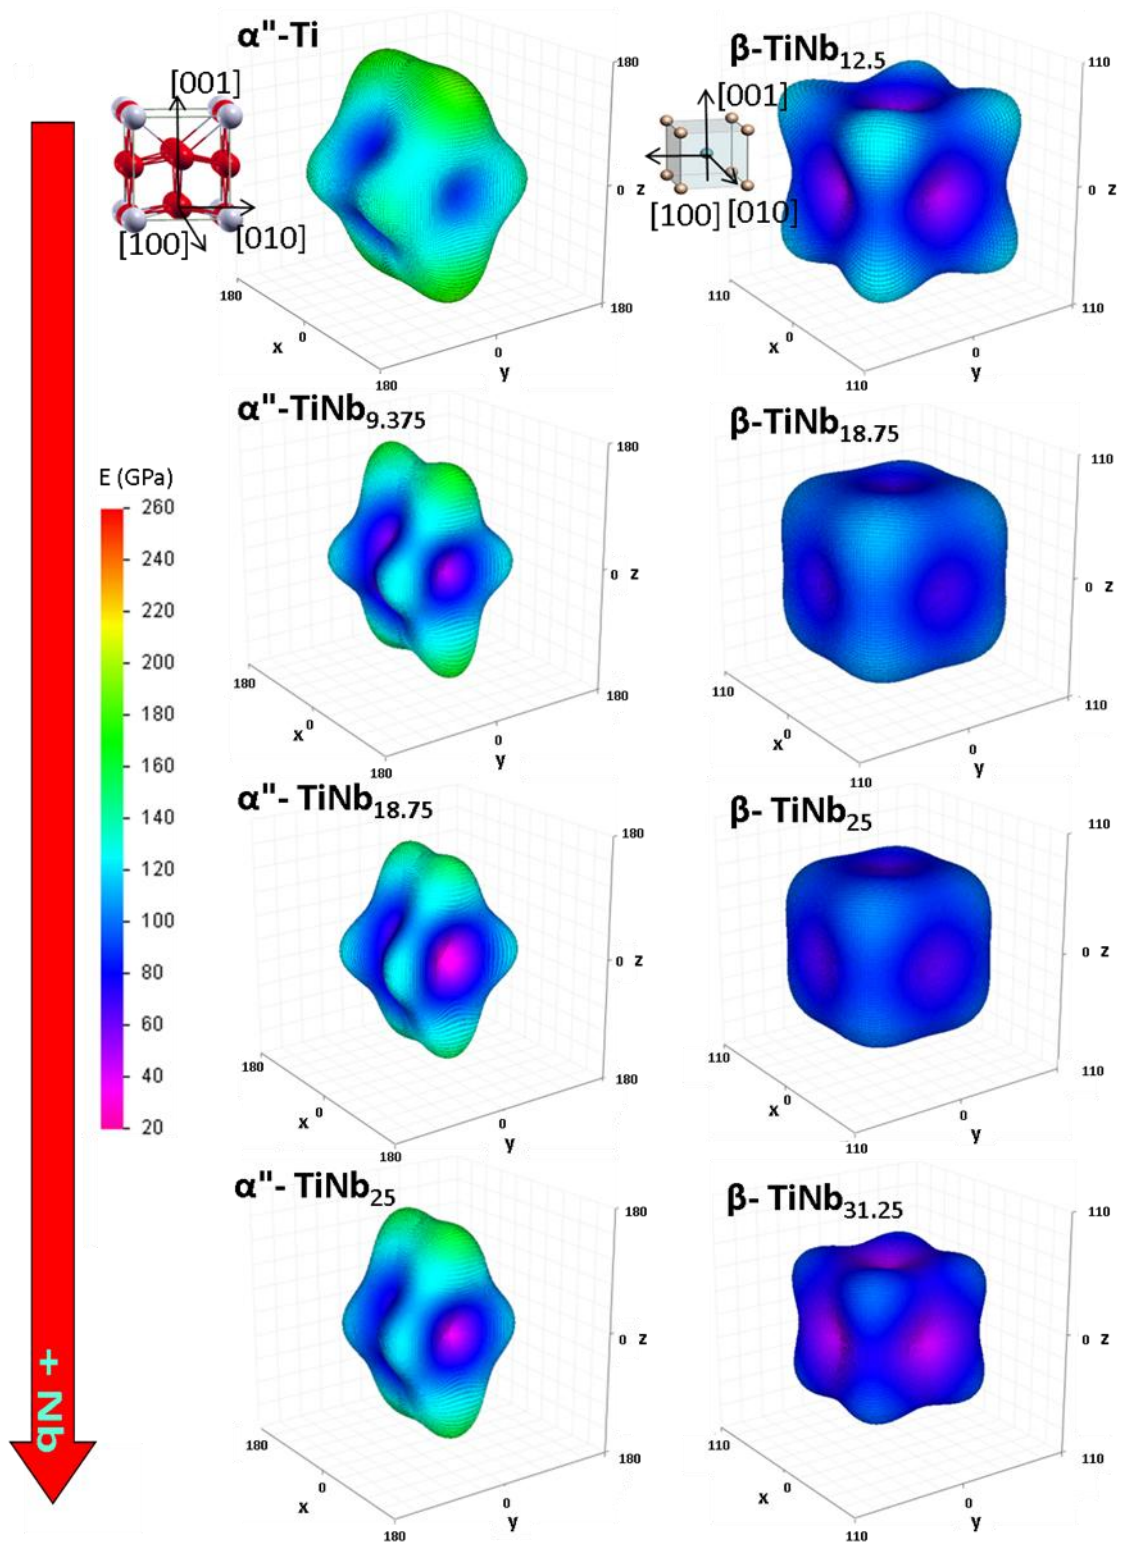 α"-Ti
β-TiNb12.5
[001]
[100]
[010]
180
0 z
180
180
0
x
180
0
y
[001]
[100]
[010]
110
0 z
110
110
0
x
110
0
y
α"-TiNb9.375
β-TiNb18.75
180
0 z
180
180
0
x
180
0
y
110
0 z
110
110
0
x
110
0
y
E (GPa)
260
240
220
200
180
160
140
120
100
80
60
40
20
α"- TiNb18.75
β- TiNb25
180
0 z
180
180
0
x
180
0
y
110
0 z
110
110
0
x
110
0
y
α"- TiNb25
β- TiNb31.25
180
0 z
180
180
0
x
180
0
y
110
0 z
110
110
0
x
110
0
y
+ Nb